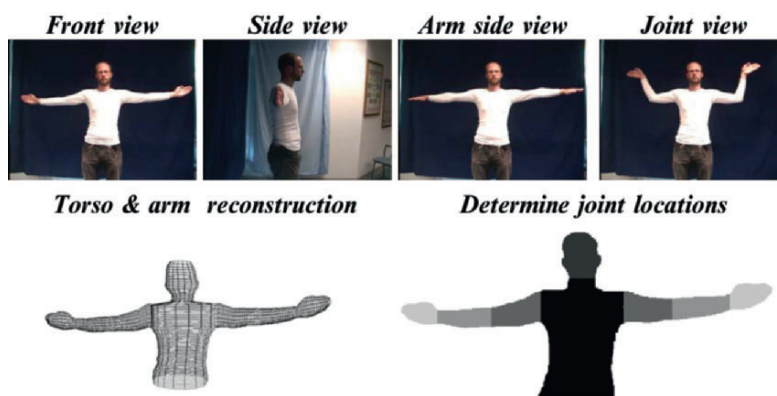 Front view
Side view
Arm side view
Joint view
Torso & arm reconstruction
Determine joint locations